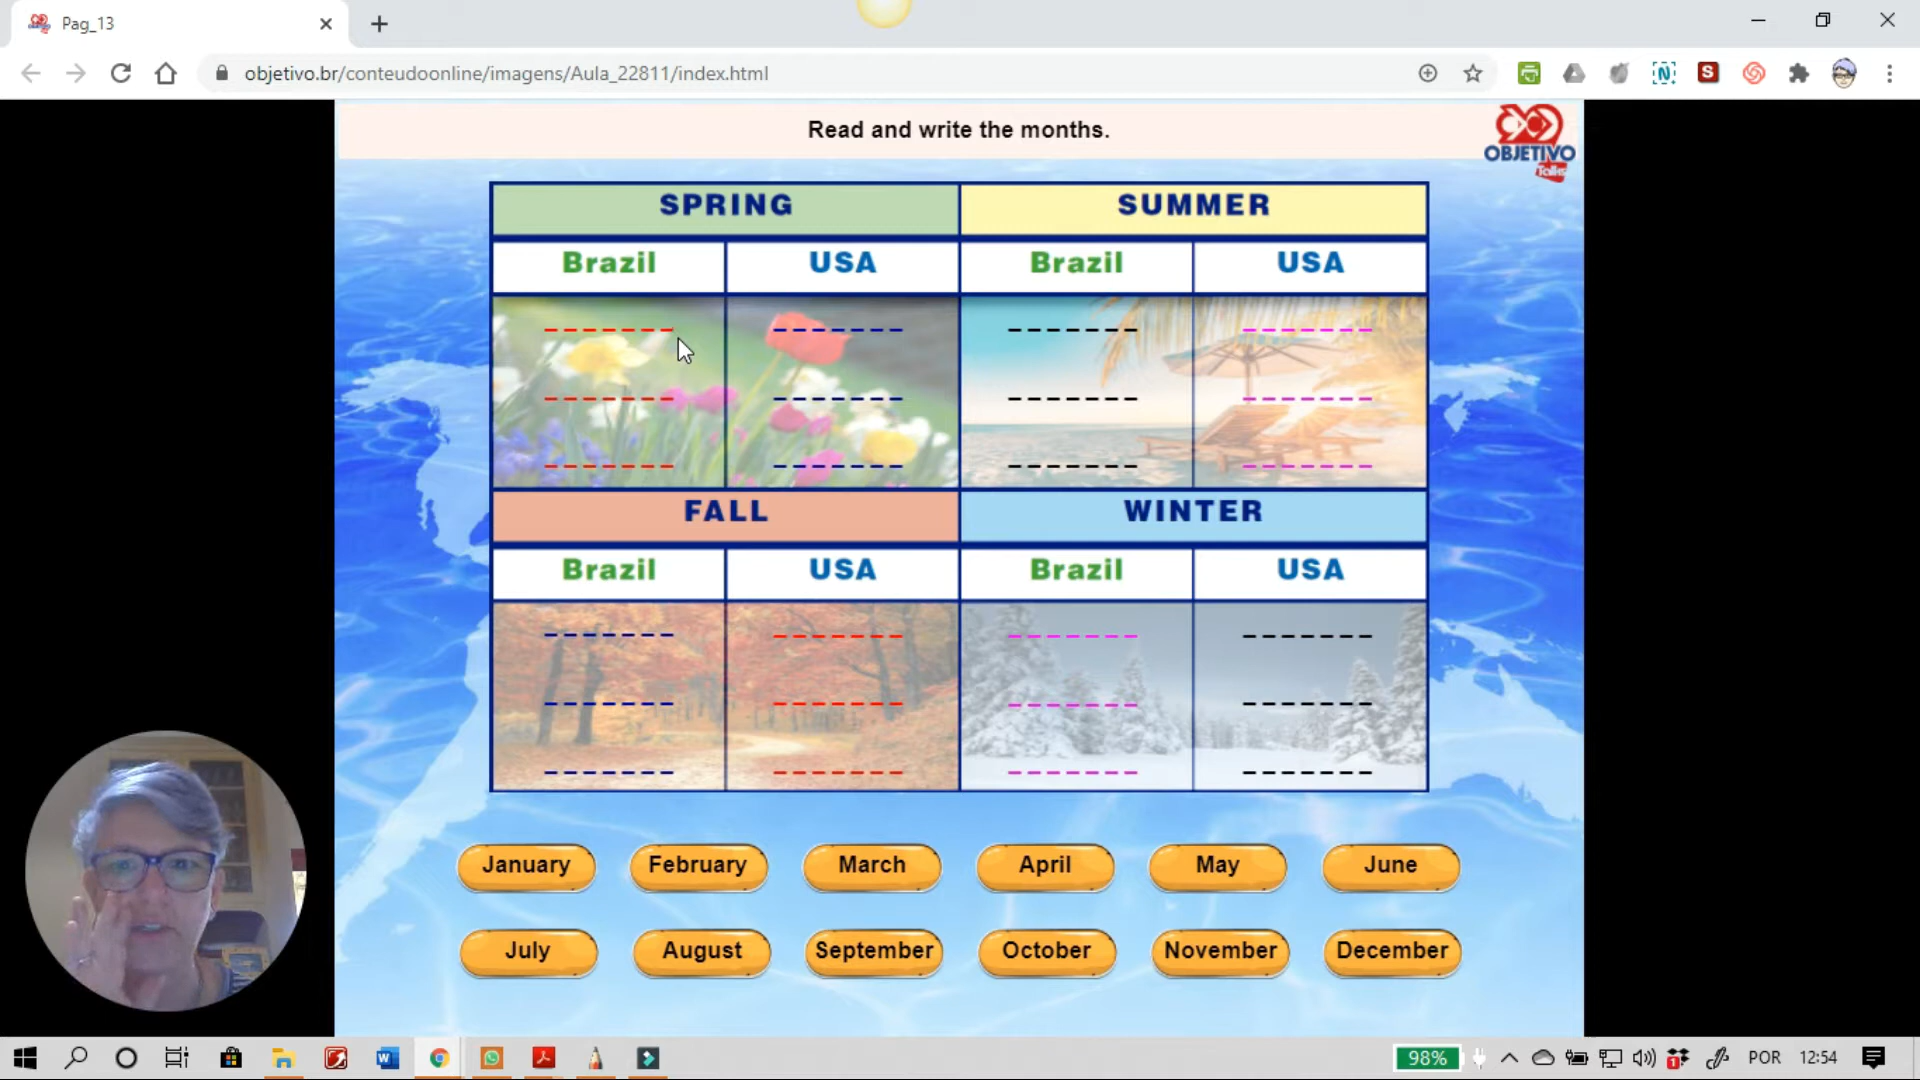 Pag_13
objetivo.br/conteudoonline/imagens/Aula_22811/index.html
Read and write the months.
OBJETIVO
Talks
SPRING SUMMER
Brazil USA Brazil USA
FALL WINTER
Brazil USA Brazil USA
January February March April May June
July August September October November December
98% POR 12:54